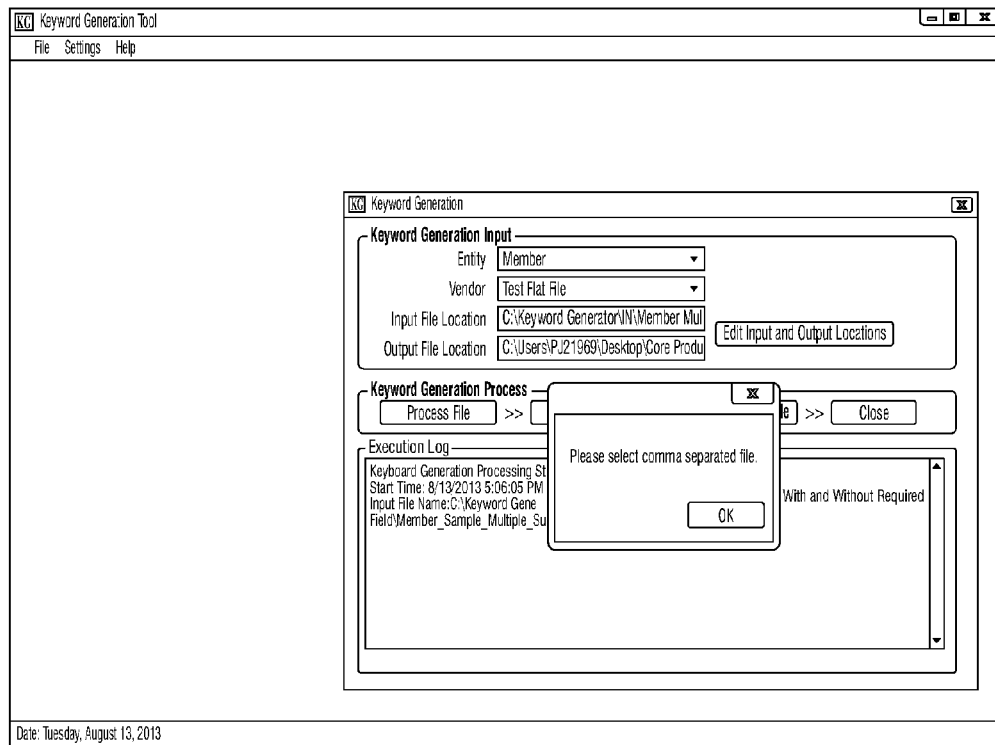 KG Keyword Generation Tool
File Settings Help
KG Keyword Generation
Keyword Generation Input
Entity Member
Vendor Test Flat File
Input File Location C:\Keyword Generator\IN\Member Mul
Output File Location C:\Users\PJ21969\Desktop\Core Produ
Edit Input and Output Locations
Keyword Generation Process
Process File >> le >> Close
Please select comma separated file.
OK
Execution Log
Keyboard Generation Processing St
Start Time: 8/13/2013 5:06:05 PM
Input File Name:C:\Keyword Gene With and Without Required
Field\Member_Sample_Multiple_Su
Date: Tuesday, August 13, 2013